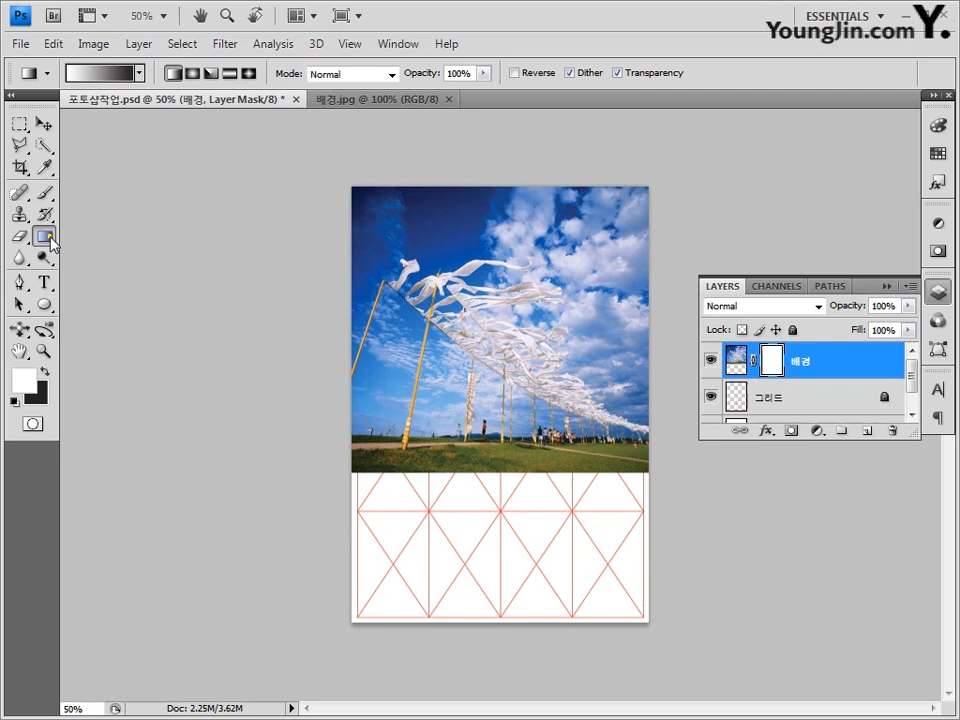 Ps Br 50% ESSENTIALS
YoungJin.com Y.
File Edit Image Layer Select Filter Analysis 3D View Window Help
Mode: Normal Opacity: 100% Reverse Dither Transparency
포토샵작업.psd @ 50% (배경, Layer Mask/8) * 배경.jpg @ 100% (RGB/8)
LAYERS CHANNELS PATHS
Normal Opacity: 100%
Lock: Fill: 100%
배경
그리드
50% Doc: 2.25M/3.62M